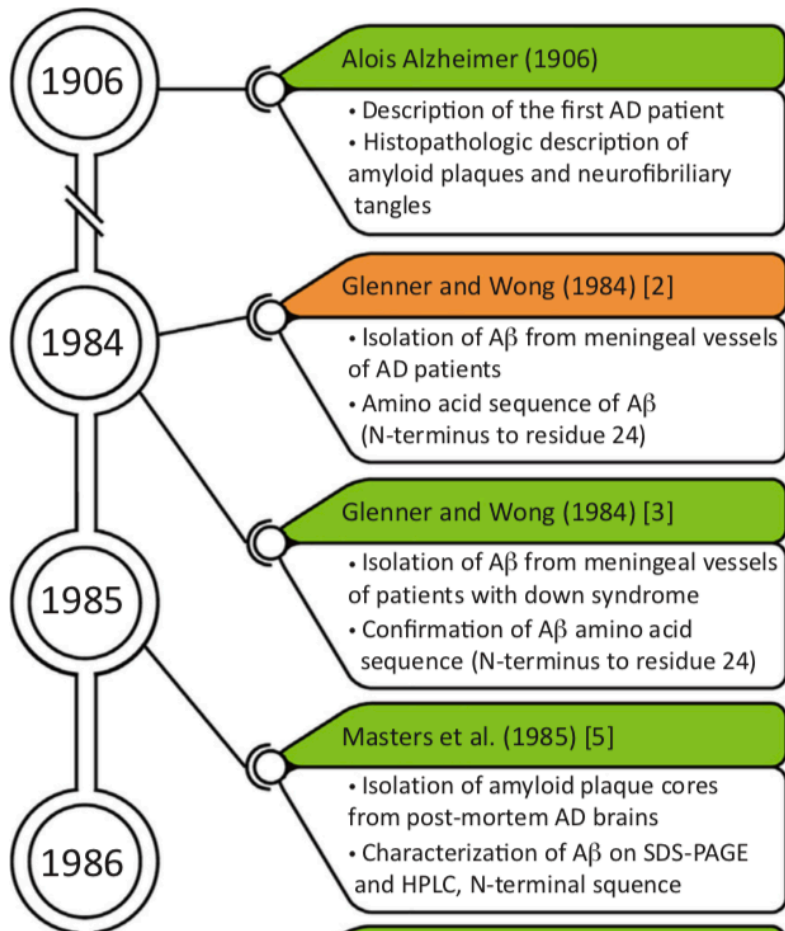 1906
Alois Alzheimer (1906)
• Description of the first AD patient
• Histopathologic description of
amyloid plaques and neurofibriliary
tangles
1984
Glenner and Wong (1984) [2]
• Isolation of Aβ from meningeal vessels
of AD patients
• Amino acid sequence of Aβ
(N-terminus to residue 24)
Glenner and Wong (1984) [3]
• Isolation of Aβ from meningeal vessels
of patients with down syndrome
• Confirmation of Aβ amino acid
sequence (N-terminus to residue 24)
1985
Masters et al. (1985) [5]
• Isolation of amyloid plaque cores
from post-mortem AD brains
• Characterization of Aβ on SDS-PAGE
and HPLC, N-terminal squence
1986